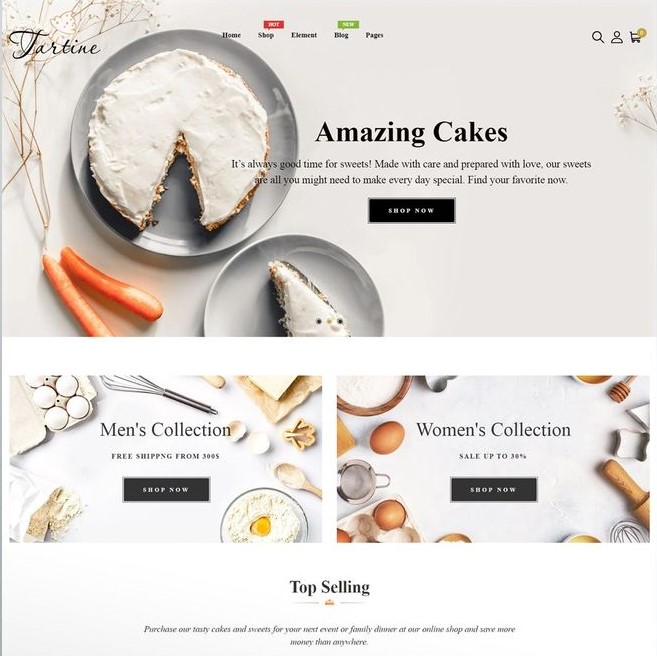 Tartine
HOT
NEW
Home Shop Element Blog Pages
Amazing Cakes
It's always good time for sweets! Made with care and prepared with love, our sweets
are all you might need to make every day special. Find your favorite now.
SHOP NOW
Men's Collection
FREE SHIPPNG FROM 300$
SHOP NOW
Women's Collection
SALE UP TO 30%
SHOP NOW
Top Selling
Purchase our tasty cakes and sweets for your next event or family dinner at our online shop and save more
money than anywhere.